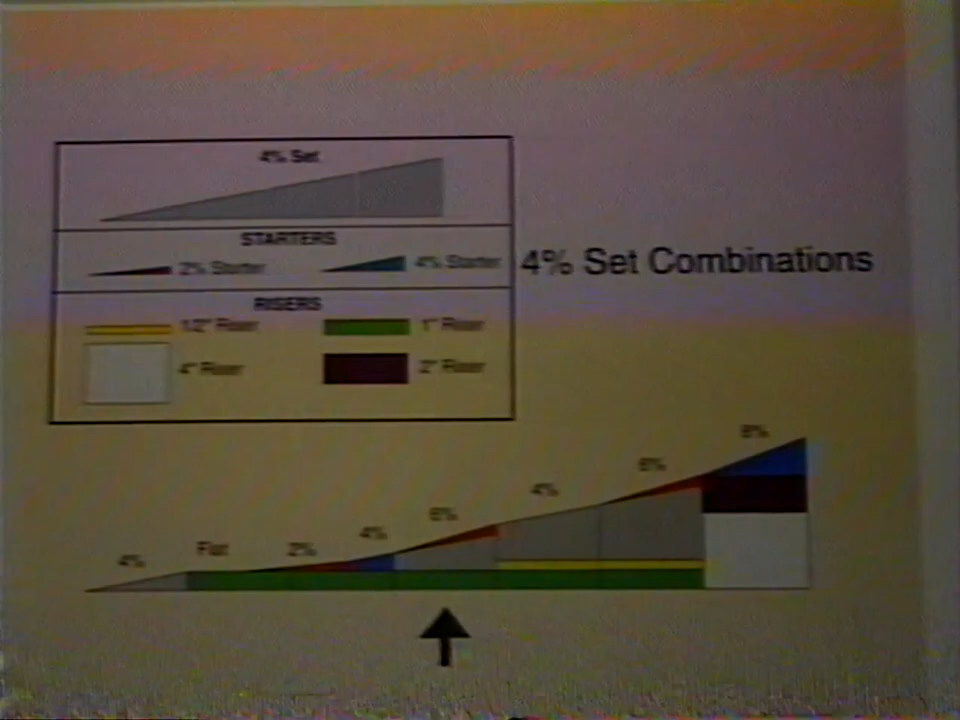 4% Set
STARTERS
2% Starter
4% Starter
4% Set Combinations
RISERS
1/2" Riser
1" Riser
4" Riser
2" Riser
8%
6%
4%
6%
4%
2%
Flat
4%